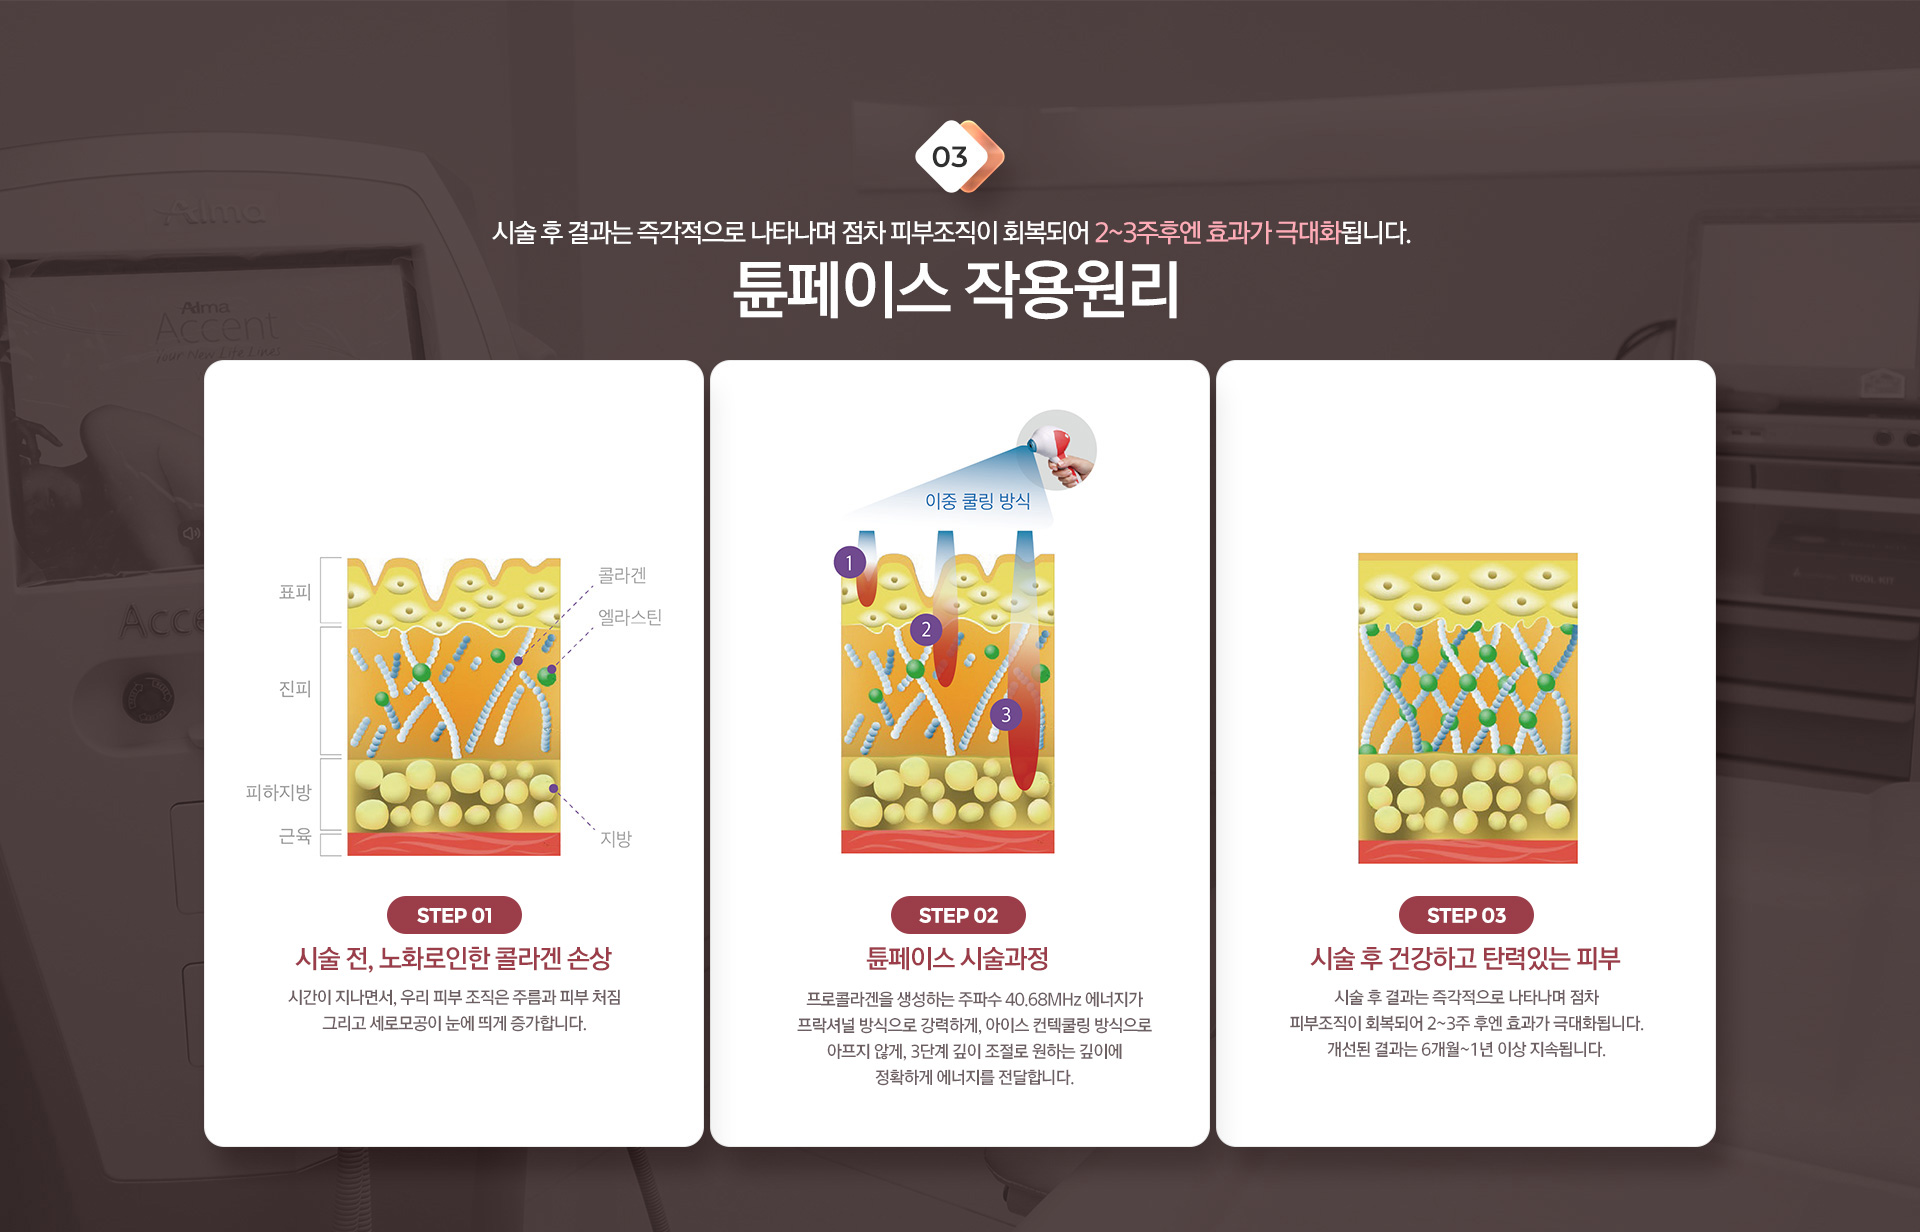 03
시술 후 결과는 즉각적으로 나타나며 점차 피부조직이 회복되어 2~3주후엔 효과가 극대화됩니다.
튠페이스 작용원리
Alma
Alma
Accent
Your New Life Line
Acce
TOOL KIT
표피
진피
피하지방
근육
콜라겐
엘라스틴
지방
STEP 01
시술 전, 노화로인한 콜라겐 손상
시간이 지나면서, 우리 피부 조직은 주름과 피부 처짐
그리고 세로모공이 눈에 띄게 증가합니다.
이중 쿨링 방식
1
2
3
STEP 02
튠페이스 시술과정
프로콜라겐을 생성하는 주파수 40.68MHz 에너지가
프락셔널 방식으로 강력하게, 아이스 컨텍쿨링 방식으로
아프지 않게, 3단계 깊이 조절로 원하는 깊이에
정확하게 에너지를 전달합니다.
STEP 03
시술 후 건강하고 탄력있는 피부
시술 후 결과는 즉각적으로 나타나며 점차
피부조직이 회복되어 2~3주 후엔 효과가 극대화됩니다.
개선된 결과는 6개월~1년 이상 지속됩니다.